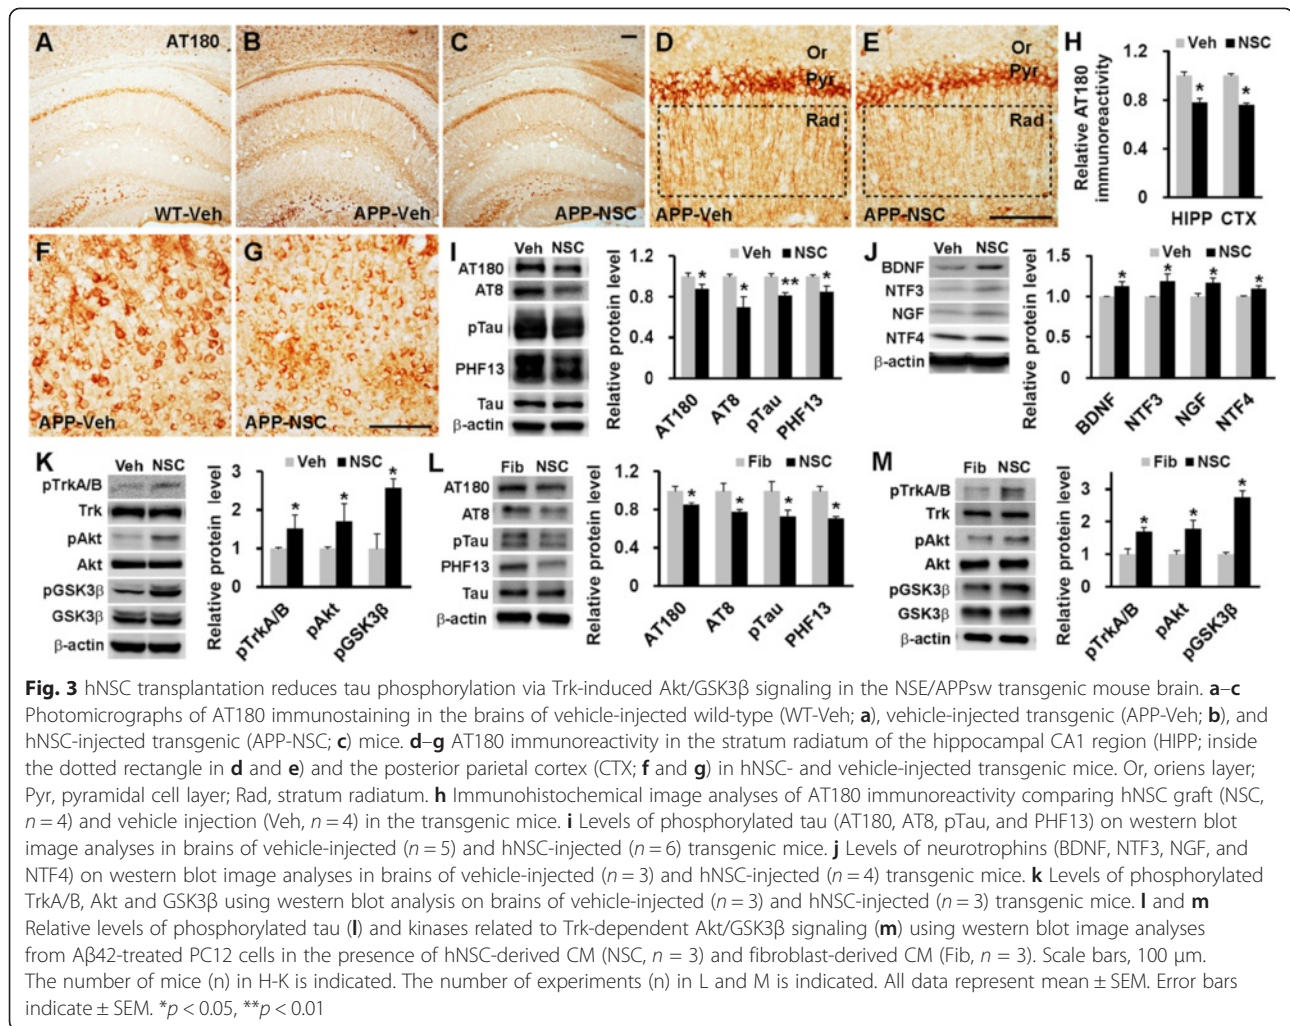 A AT180 WT-Veh
B APP-Veh
C APP-NSC
D Or Pyr Rad APP-Veh
E Or Pyr Rad APP-NSC
H Veh NSC
Relative AT180 immunoreactivity
1.2
0.8
0.4
0
* *
HIPP CTX
F APP-Veh
G APP-NSC
I Veh NSC
AT180
AT8
pTau
PHF13
Tau
β-actin
Veh NSC
Relative protein level
1.2
0.8
0.4
0
* * ** *
AT180 AT8 pTau PHF13
J Veh NSC
BDNF
NTF3
NGF
NTF4
β-actin
Veh NSC
Relative protein level
1.5
1.0
0.5
0
* * * *
BDNF NTF3 NGF NTF4
K Veh NSC
pTrkA/B
Trk
pAkt
Akt
pGSK3β
GSK3β
β-actin
Veh NSC
Relative protein level
3
2
1
0
* * *
pTrkA/B pAkt pGSK3β
L Fib NSC
AT180
AT8
pTau
PHF13
Tau
β-actin
Fib NSC
Relative protein level
1.2
0.8
0.4
0
* * * *
AT180 AT8 pTau PHF13
M Fib NSC
pTrkA/B
Trk
pAkt
Akt
pGSK3β
GSK3β
β-actin
Fib NSC
Relative protein level
3
2
1
0
* * *
pTrkA/B pAkt pGSK3β
Fig. 3 hNSC transplantation reduces tau phosphorylation via Trk-induced Akt/GSK3β signaling in the NSE/APPsw transgenic mouse brain. a–c
Photomicrographs of AT180 immunostaining in the brains of vehicle-injected wild-type (WT-Veh; a), vehicle-injected transgenic (APP-Veh; b), and
hNSC-injected transgenic (APP-NSC; c) mice. d–g AT180 immunoreactivity in the stratum radiatum of the hippocampal CA1 region (HIPP; inside
the dotted rectangle in d and e) and the posterior parietal cortex (CTX; f and g) in hNSC- and vehicle-injected transgenic mice. Or, oriens layer;
Pyr, pyramidal cell layer; Rad, stratum radiatum. h Immunohistochemical image analyses of AT180 immunoreactivity comparing hNSC graft (NSC,
n = 4) and vehicle injection (Veh, n = 4) in the transgenic mice. i Levels of phosphorylated tau (AT180, AT8, pTau, and PHF13) on western blot
image analyses in brains of vehicle-injected (n = 5) and hNSC-injected (n = 6) transgenic mice. j Levels of neurotrophins (BDNF, NTF3, NGF, and
NTF4) on western blot image analyses in brains of vehicle-injected (n = 3) and hNSC-injected (n = 4) transgenic mice. k Levels of phosphorylated
TrkA/B, Akt and GSK3β using western blot analysis on brains of vehicle-injected (n = 3) and hNSC-injected (n = 3) transgenic mice. l and m
Relative levels of phosphorylated tau (l) and kinases related to Trk-dependent Akt/GSK3β signaling (m) using western blot image analyses
from Aβ42-treated PC12 cells in the presence of hNSC-derived CM (NSC, n = 3) and fibroblast-derived CM (Fib, n = 3). Scale bars, 100 μm.
The number of mice (n) in H-K is indicated. The number of experiments (n) in L and M is indicated. All data represent mean ± SEM. Error bars
indicate ± SEM. *p < 0.05, **p < 0.01